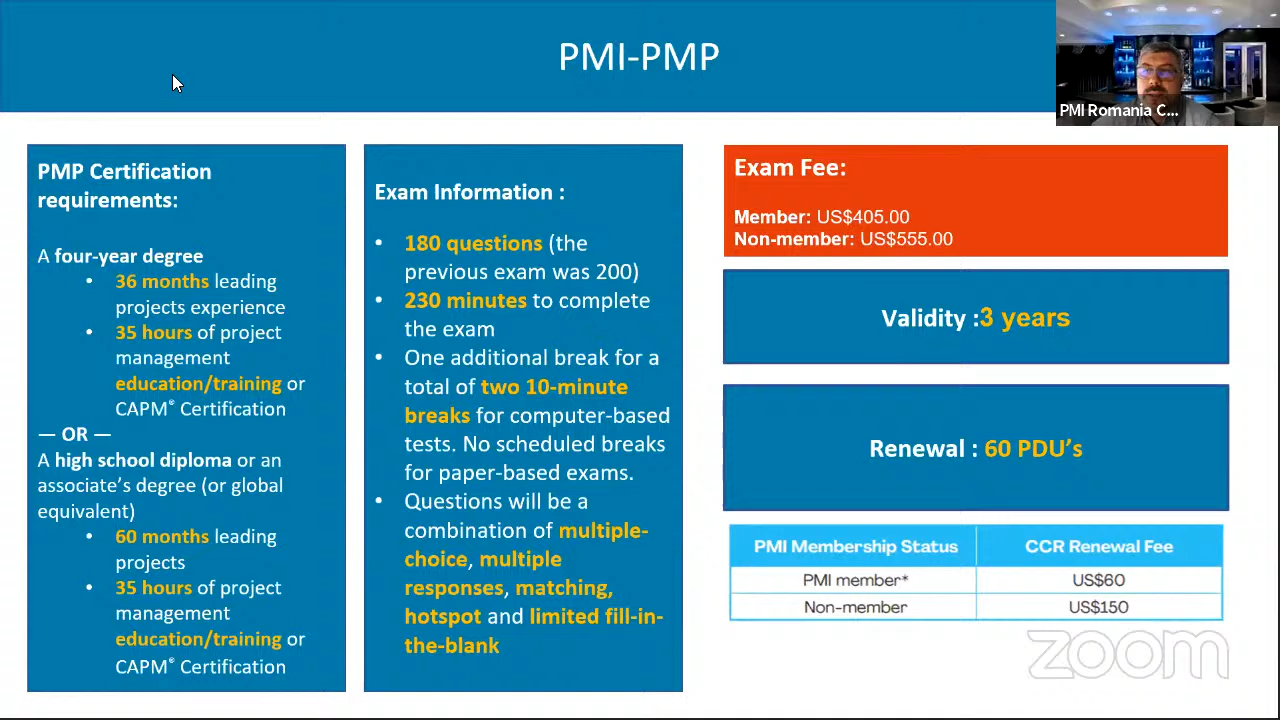 PMI-PMP
PMI Romania C...
PMP Certification
requirements:
A four-year degree
• 36 months leading
projects experience
• 35 hours of project
management
education/training or
CAPM® Certification
— OR —
A high school diploma or an
associate's degree (or global
equivalent)
• 60 months leading
projects
• 35 hours of project
management
education/training or
CAPM® Certification
Exam Information :
• 180 questions (the
previous exam was 200)
• 230 minutes to complete
the exam
• One additional break for a
total of two 10-minute
breaks for computer-based
tests. No scheduled breaks
for paper-based exams.
• Questions will be a
combination of multiple-
choice, multiple
responses, matching,
hotspot and limited fill-in-
the-blank
Exam Fee:
Member: US$405.00
Non-member: US$555.00
Validity :3 years
Renewal : 60 PDU's
PMI Membership Status CCR Renewal Fee
PMI member* US$60
Non-member US$150
zoom